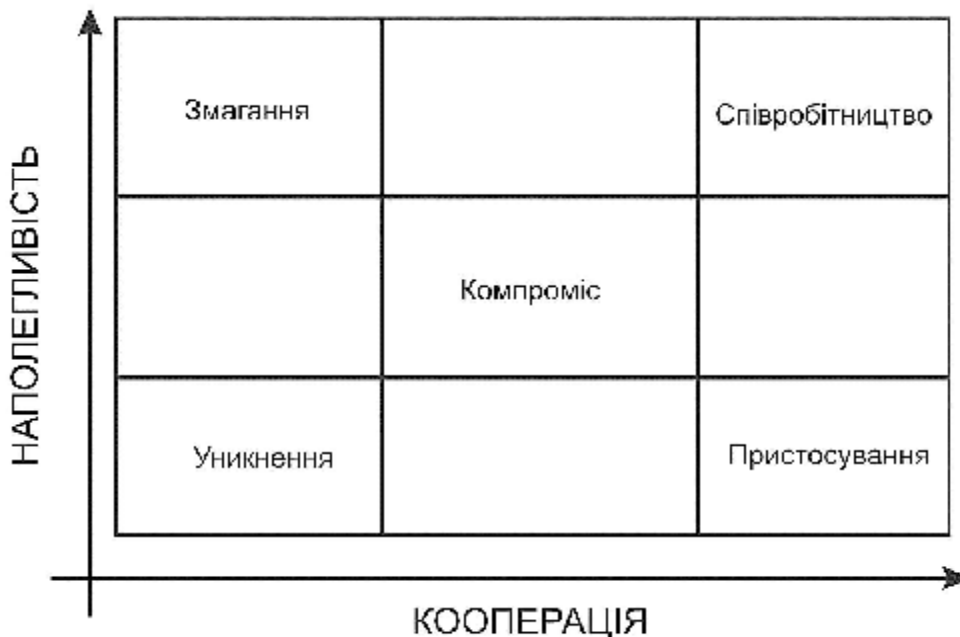 НАПОЛЕГЛИВІСТЬ
Змагання
Співробітництво
Компроміс
Уникнення
Пристосування
КООПЕРАЦІЯ